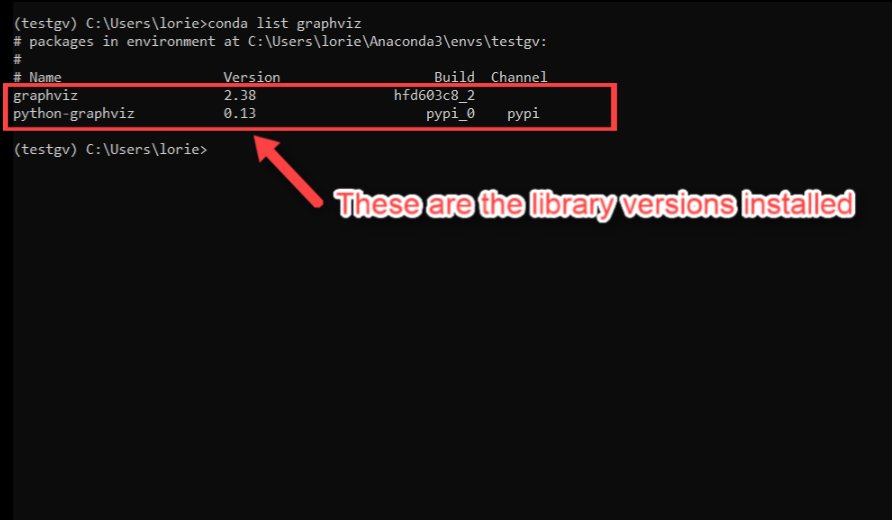 (testgv) C:\Users\lorie>conda list graphviz
# packages in environment at C:\Users\lorie\Anaconda3\envs\testgv:
#
# Name                    Version                   Build  Channel
graphviz                  2.38                 hfd603c8_2
python-graphviz           0.13                     pypi_0    pypi
(testgv) C:\Users\lorie>
These are the library versions installed